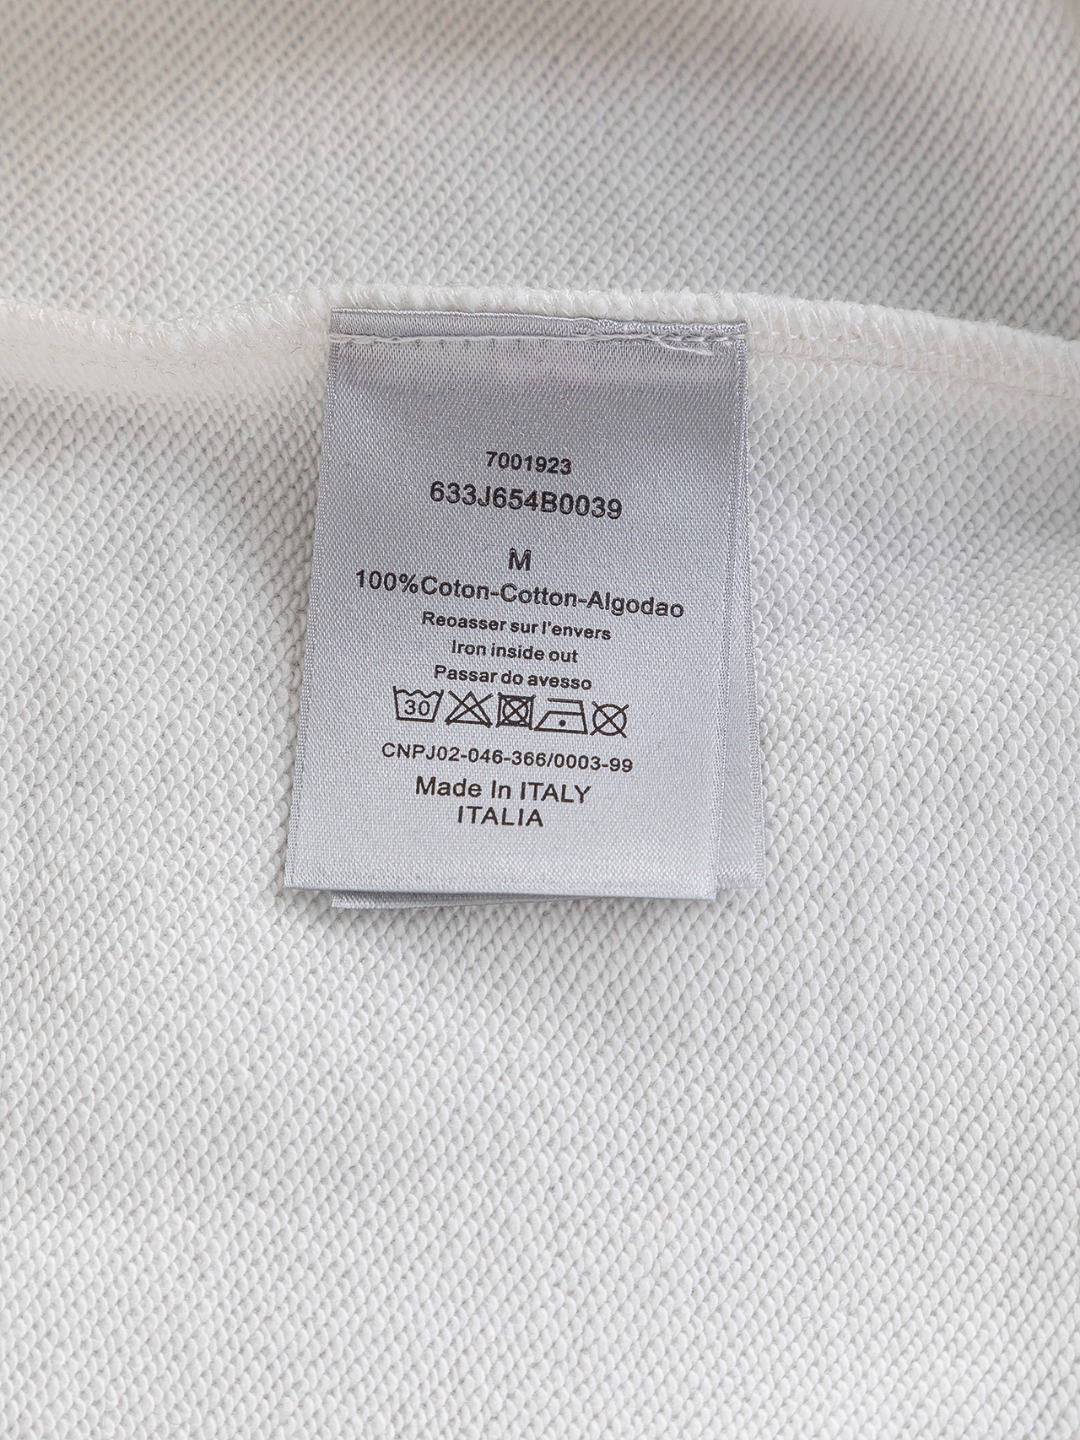 7001923
633J654B0039
M
100%Coton-Cotton-Algodao
Reoasser sur l'envers
Iron inside out
Passar do avesso
30
CNPJ02-046-366/0003-99
Made In ITALY
ITALIA